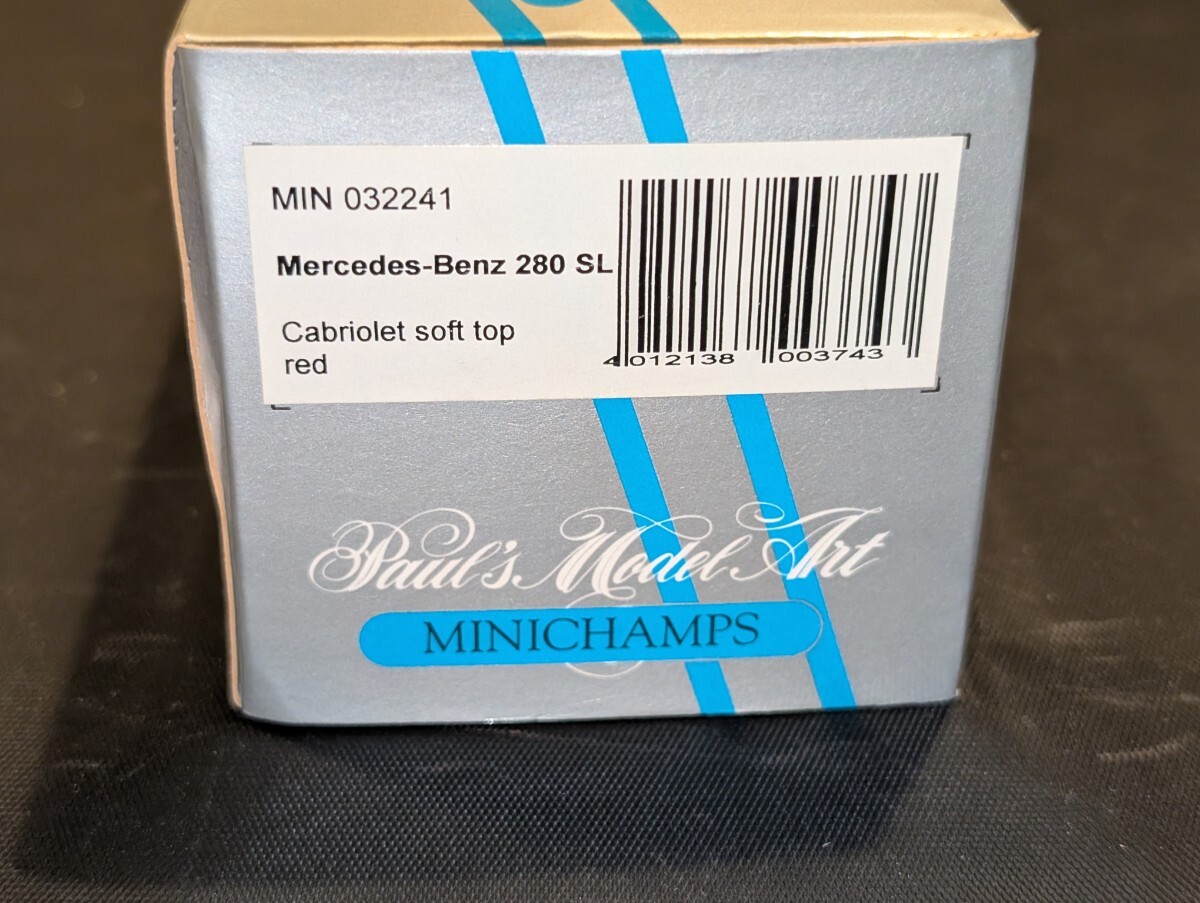 MIN 032241
Mercedes-Benz 280 SL
Cabriolet soft top
red
4 012138 003743
Paul's Model Art
MINICHAMPS